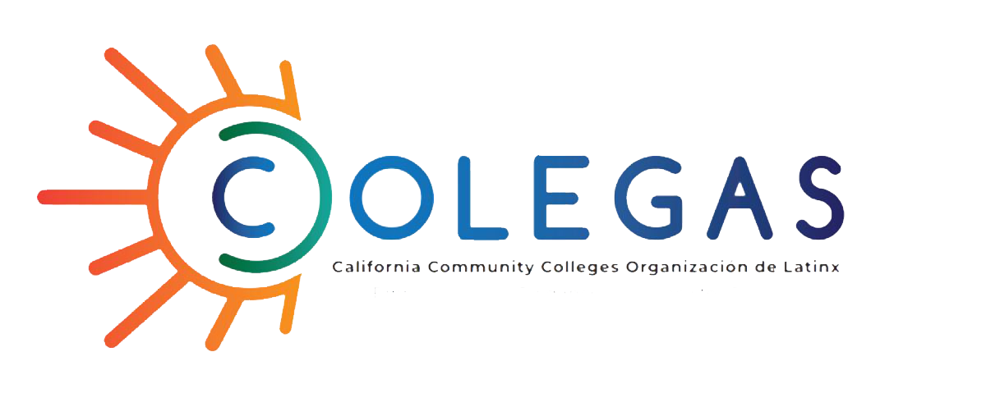 COLEGAS
California Community Colleges Organización de Latinx